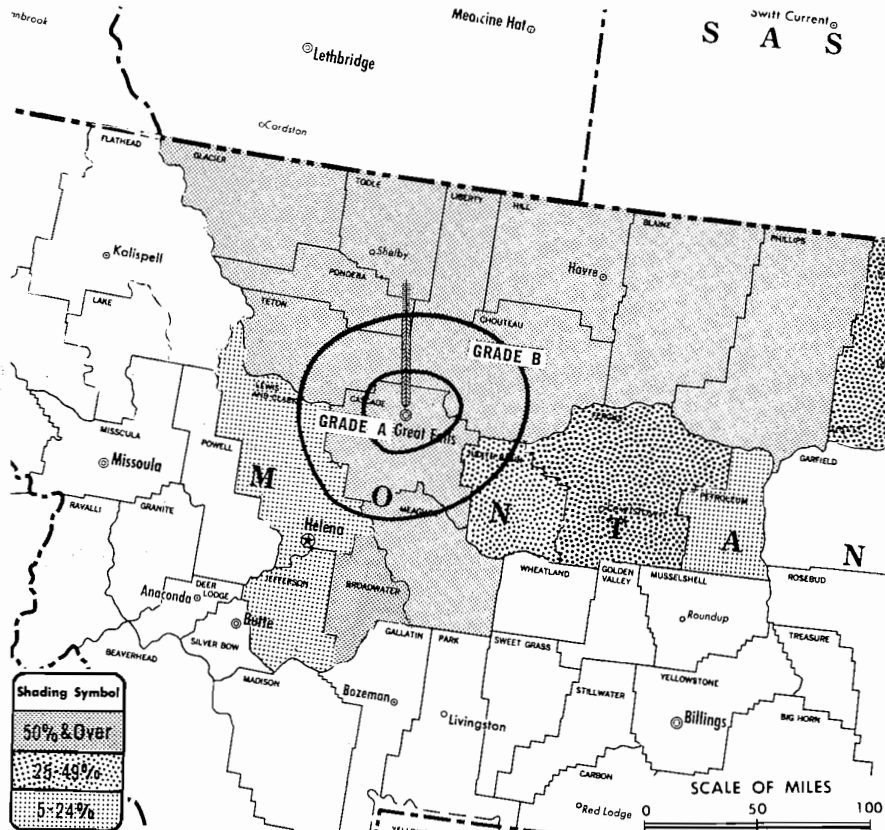 Medicine Hat
Swift Current
S A S
Lethbridge
Cardston
FLATHEAD
GLACIER
TOOLE
LIBERTY
HILL
BLAINE
PHILLIPS
Kalispell
Shelby
Havre
PONDERA
LAKE
TETON
CHOUTEAU
GRADE B
LEWIS
AND CLARK
CASCADE
GRADE A
Great Falls
FERGUS
MISSOULA
POWELL
GARFIELD
Missoula
M O N T A N
PETROLEUM
RAVALLI
GRANITE
MEAGHER
Helena
WHEATLAND
GOLDEN
VALLEY
MUSSELSHELL
ROSEBUD
Anaconda
DEER
LODGE
JEFFERSON
BROADWATER
Butte
Roundup
GALLATIN
PARK
SWEET GRASS
TREASURE
SILVER BOW
BEAVERHEAD
MADISON
YELLOWSTONE
Bozeman
STILLWATER
Livingston
Billings
BIG HORN
CARBON
Red Lodge
Shading Symbol
50% & Over
25-49%
5-24%
SCALE OF MILES
0 50 100